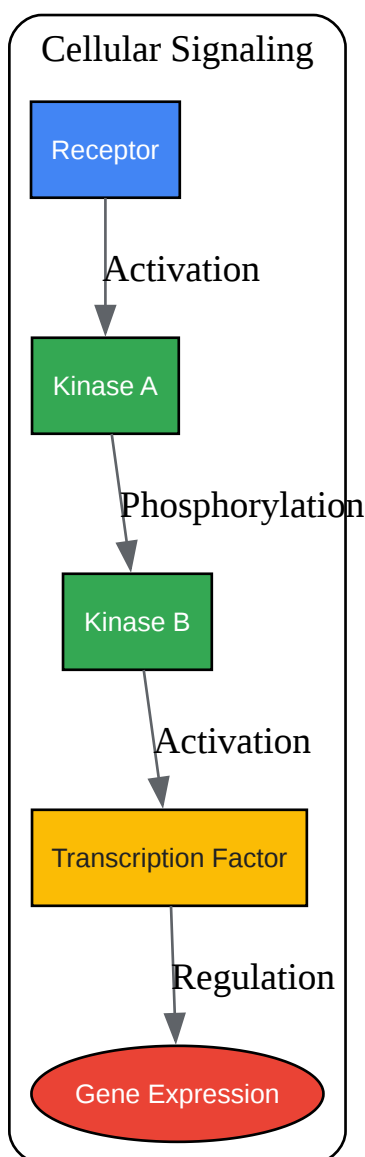 Cellular Signaling
Receptor
Activation
Kinase A
Phosphorylation
Kinase B
Activation
Transcription Factor
Regulation
Gene Expression